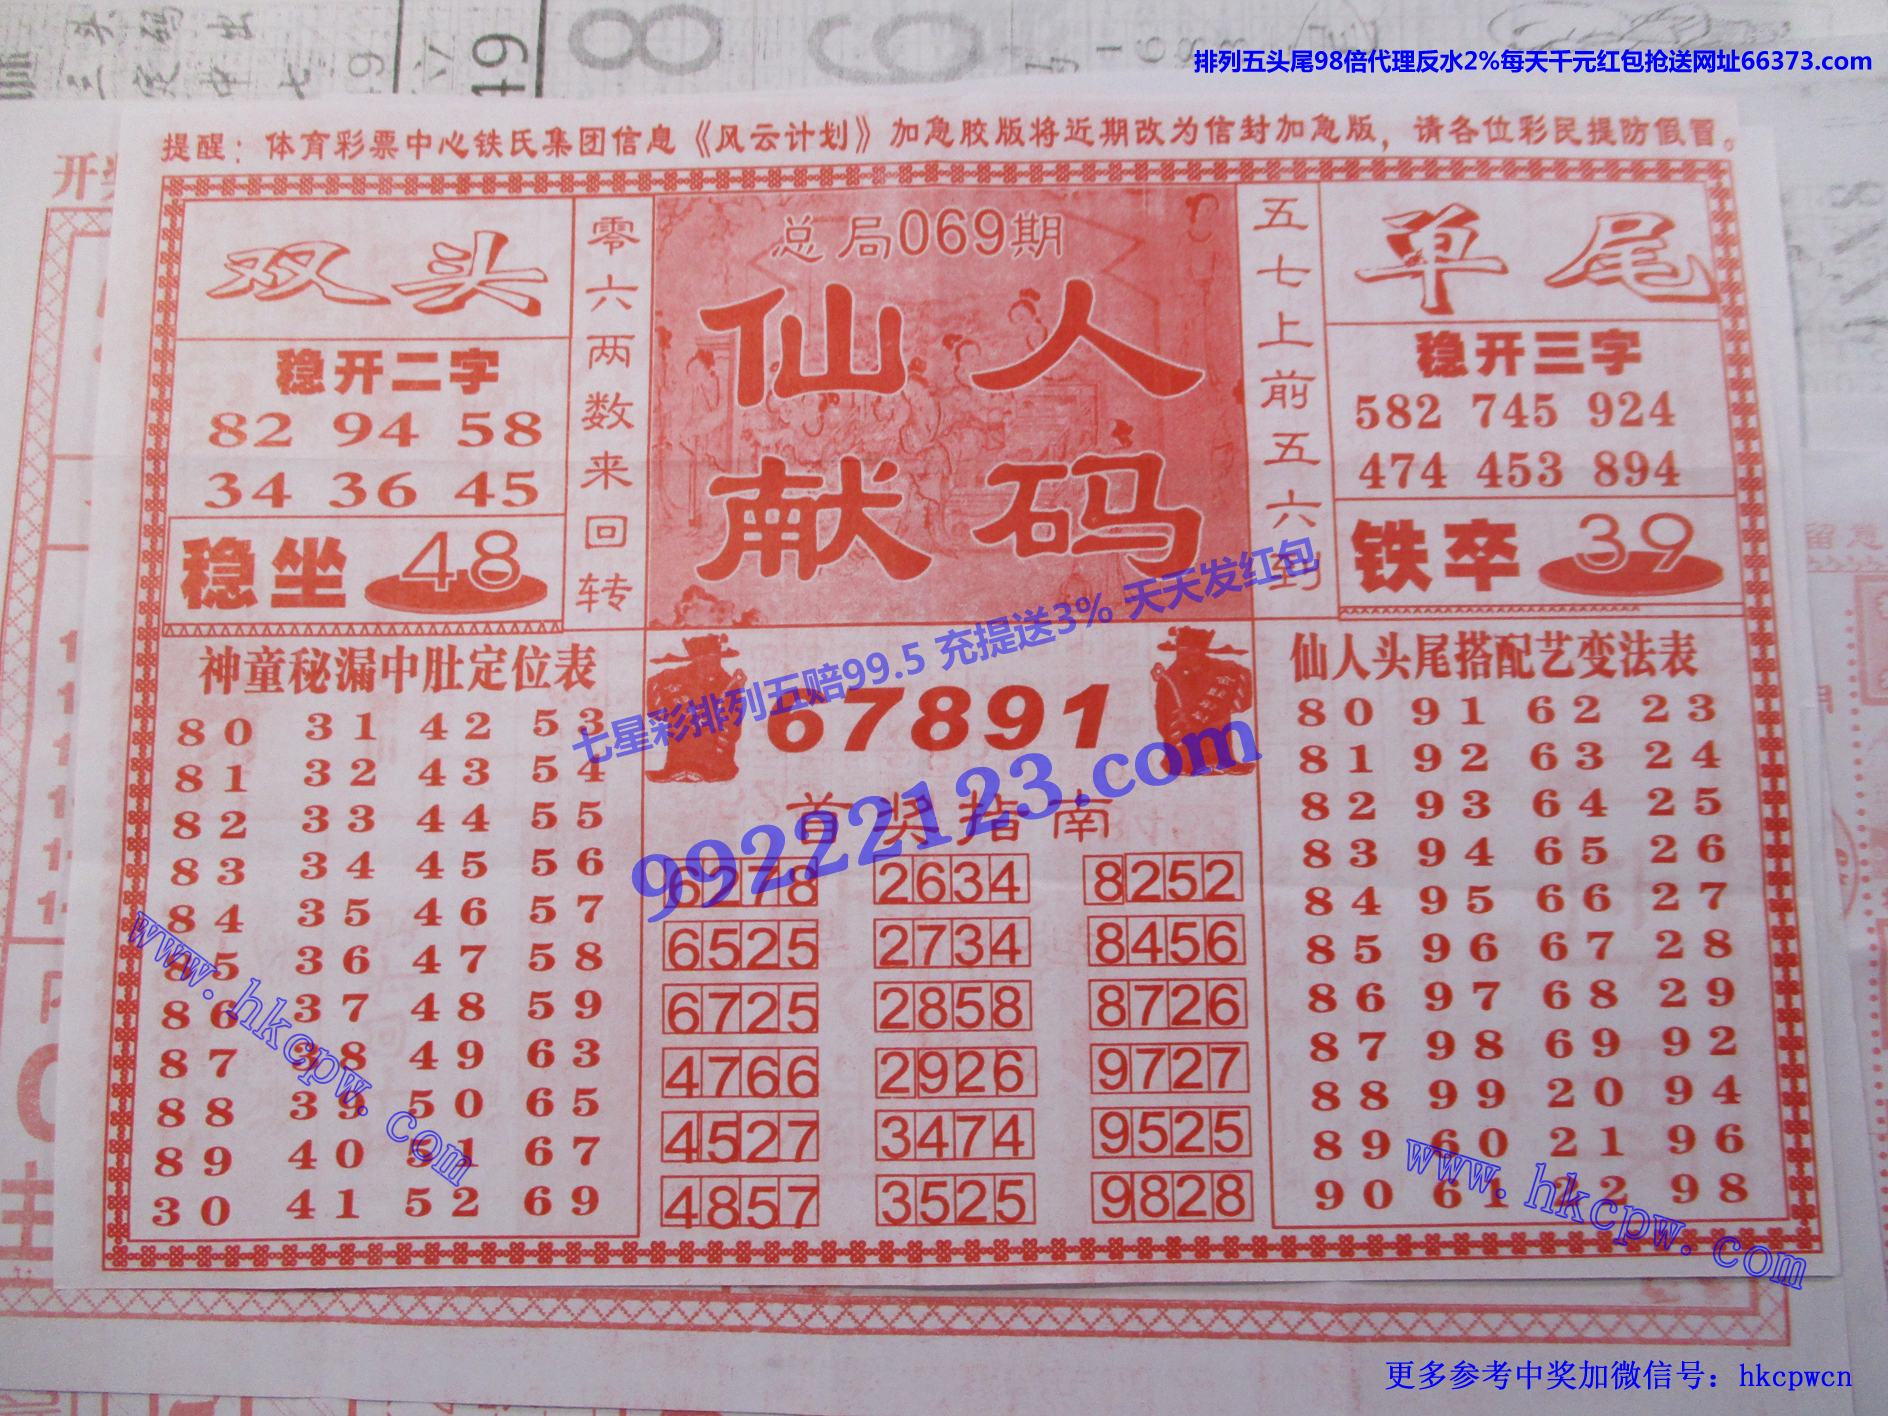 排列五头尾98倍代理反水2%每天千元红包抢送网址66373.com
提醒：体育彩票中心铁氏集团信息《风云计划》加急胶版将近期改为信封加急版，请各位彩民提防假冒。
双头
稳开二字
82 94 58
34 36 45
稳坐 48
零六两数来回转
总局069期
仙人
献码
五七上前五六到
单尾
稳开三字
582 745 924
474 453 894
铁卒 39
神童秘漏中肚定位表
80 31 42 53
81 32 43 54
82 33 44 55
83 34 45 56
84 35 46 57
85 36 47 58
86 37 48 59
87 38 49 63
88 39 50 65
89 40 51 67
30 41 52 69
67891
首奖指南
6278 2634 8252
6525 2734 8456
6725 2858 8726
4766 2926 9727
4527 3474 9525
4857 3525 9828
仙人头尾搭配艺变法表
80 91 62 23
81 92 63 24
82 93 64 25
83 94 65 26
84 95 66 27
85 96 67 28
86 97 68 29
87 98 69 92
88 99 20 94
89 60 21 96
90 61 22 98
七星彩排列五赔99.5 充提送3% 天天发红包
99222123.com
www.hkcpw.com
www.hkcpw.com
更多参考中奖加微信号：hkcpwcn